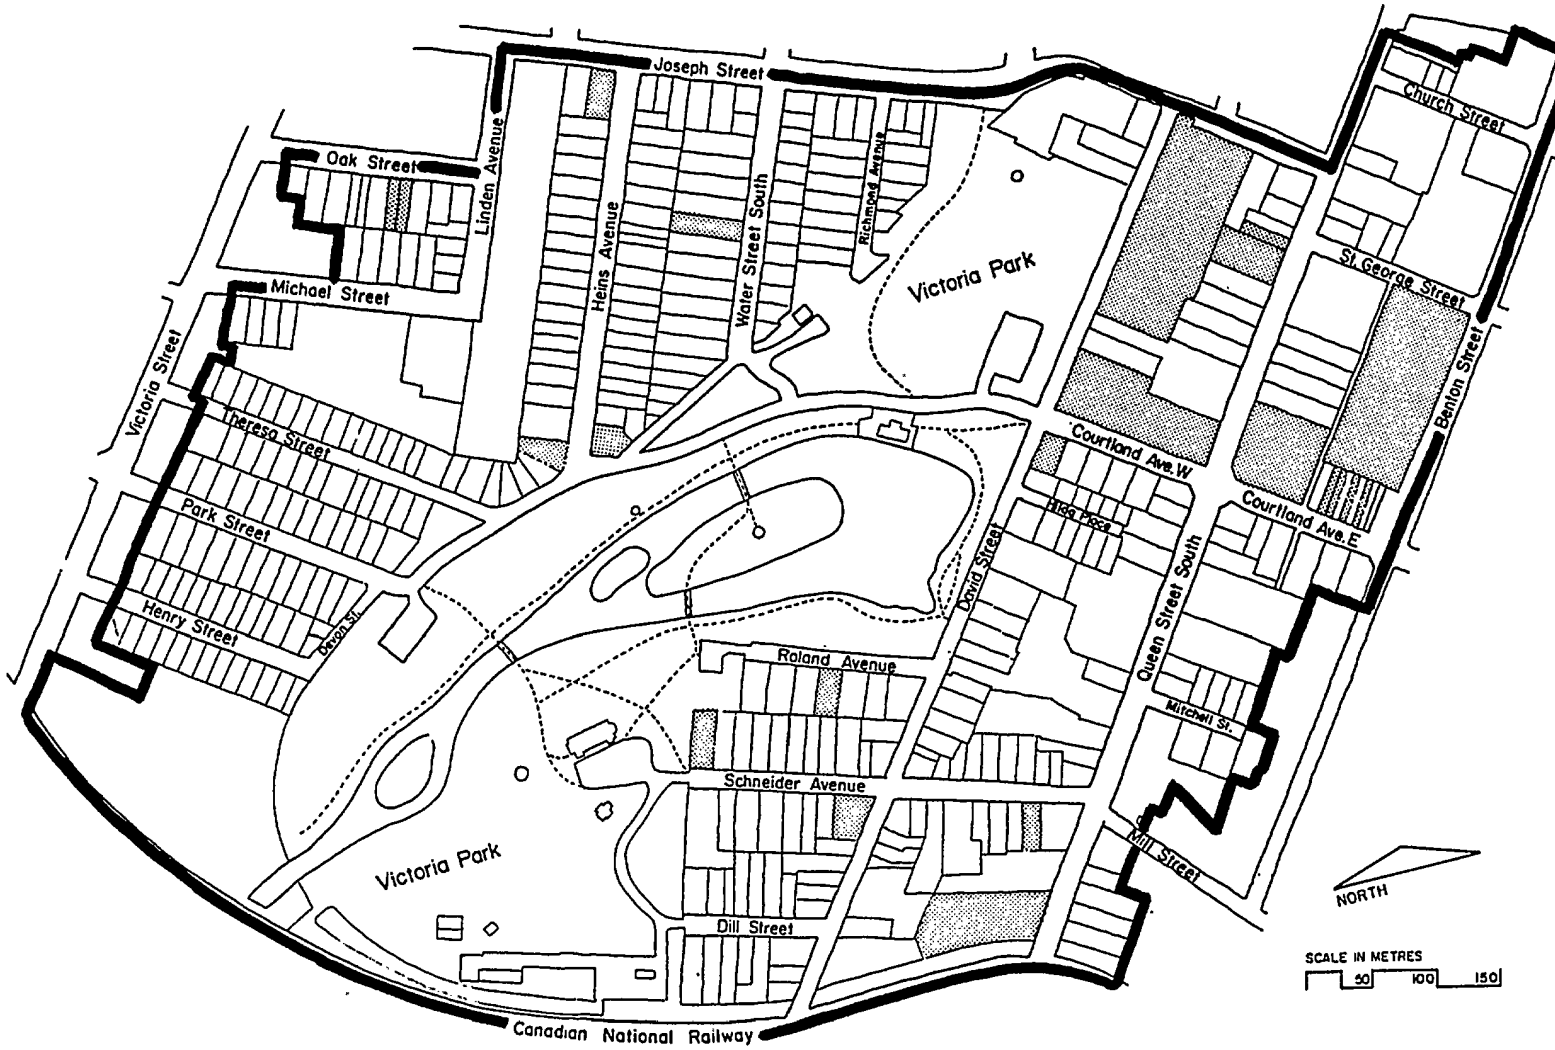 Joseph Street
Church Street
Oak Street
Linden Avenue
Richmond Avenue
Heins Avenue
Water Street South
Victoria Park
St. George Street
Michael Street
Victoria Street
Benton Street
Theresa Street
Courtland Ave. W
Park Street
Hilda Place
Courtland Ave. E
Henry Street
Devon St.
David Street
Queen Street South
Roland Avenue
Mitchell St.
Schneider Avenue
Mill Street
Victoria Park
NORTH
Dill Street
SCALE IN METRES
50 100 150
Canadian National Railway